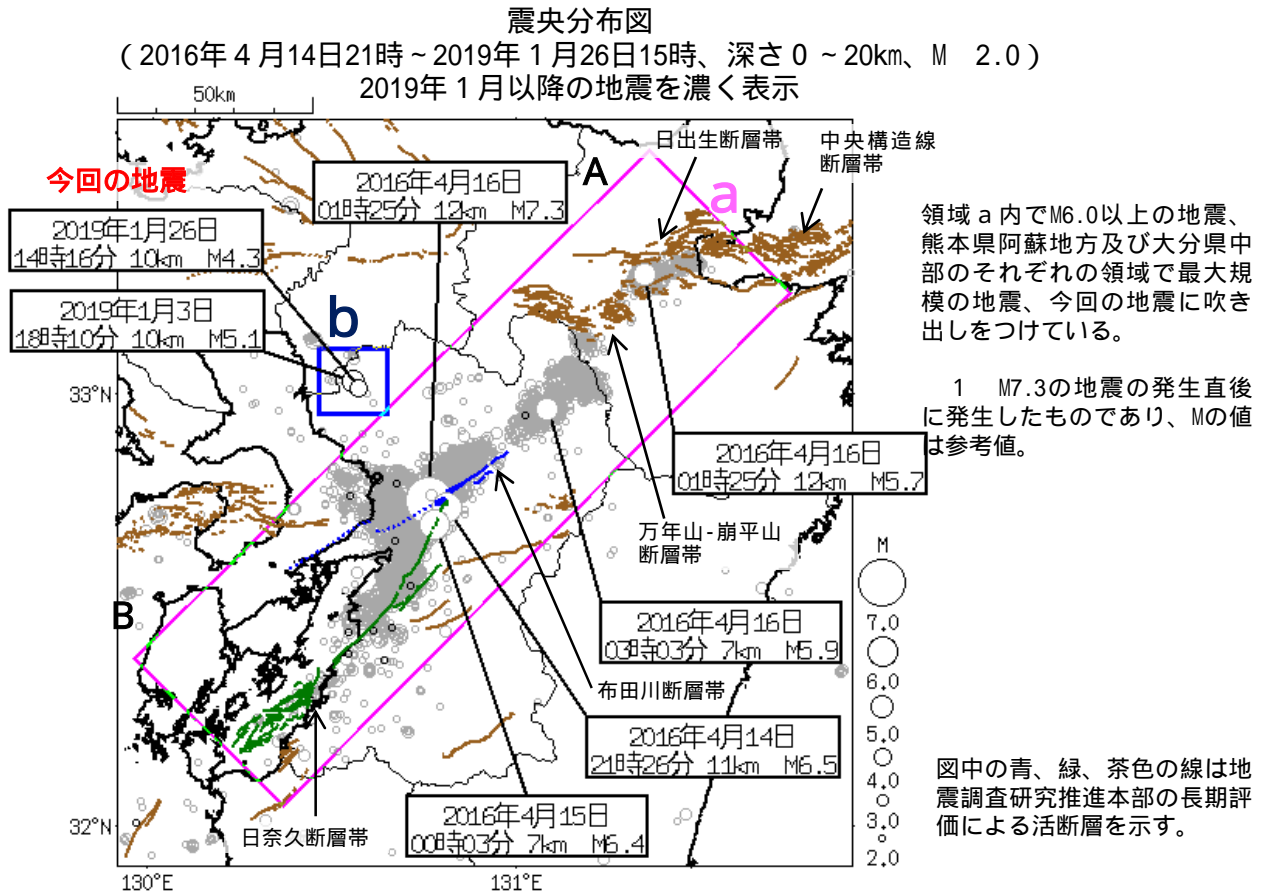 震央分布図
（2016年４月14日21時～2019年１月26日15時、深さ０～20km、M　2.0）
2019年１月以降の地震を濃く表示
50km
日出生断層帯
中央構造線
断層帯
今回の地震
A
a
2016年4月16日
01時25分 12km M7.3
2019年1月26日
14時16分 10km M4.3
2019年1月3日
18時10分 10km M5.1
b
領域ａ内でM6.0以上の地震、
熊本県阿蘇地方及び大分県中
部のそれぞれの領域で最大規
模の地震、今回の地震に吹き
出しをつけている。
１　M7.3の地震の発生直後
に発生したものであり、Mの値
は参考値。
33°N
2016年4月16日
01時25分 12km M5.7
万年山-崩平山
断層帯
B
2016年4月16日
03時03分 7km M5.9
布田川断層帯
2016年4月14日
21時26分 11km M6.5
2016年4月15日
00時03分 7km M6.4
日奈久断層帯
M
7.0
6.0
5.0
4.0
3.0
2.0
図中の青、緑、茶色の線は地
震調査研究推進本部の長期評
価による活断層を示す。
32°N
130°E
131°E